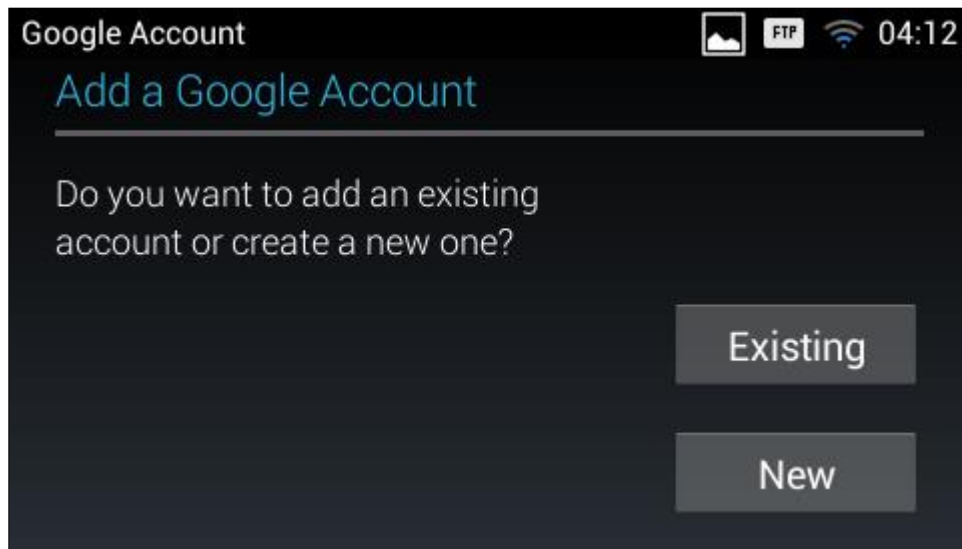 Google Account FTP 04:12
Add a Google Account
Do you want to add an existing
account or create a new one?
Existing
New